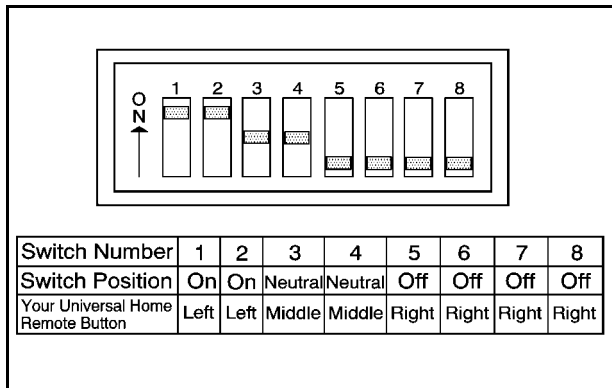 1 2 3 4 5 6 7 8
ON
Switch Number 1 2 3 4 5 6 7 8
Switch Position On On Neutral Neutral Off Off Off Off
Your Universal Home Remote Button Left Left Middle Middle Right Right Right Right